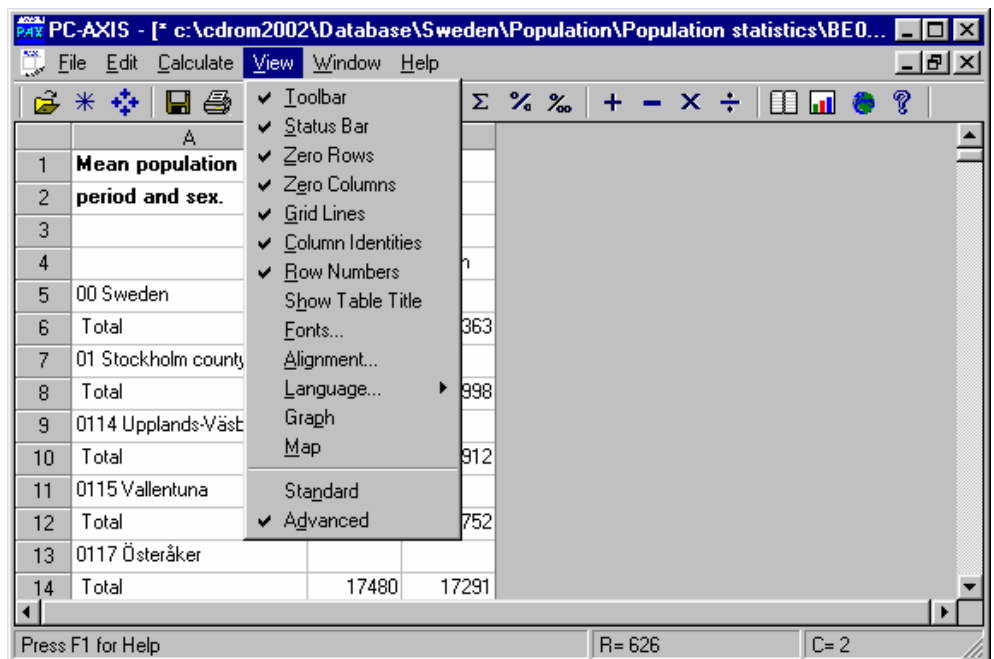 PC-AXIS - [* c:\cdrom2002\Database\Sweden\Population\Population statistics\BE0...
File Edit Calculate View Window Help
Σ % ‰ + - × ÷
A
Toolbar
Status Bar
Zero Rows
Zero Columns
Grid Lines
Column Identities
Row Numbers
Show Table Title
Fonts...
Alignment...
Language...
Graph
Map
Standard
Advanced
1 Mean population
2 period and sex.
3
4 n
5 00 Sweden
6 Total 363
7 01 Stockholm county
8 Total 998
9 0114 Upplands-Väsb
10 Total 912
11 0115 Vallentuna
12 Total 752
13 0117 Österåker
14 Total 17480 17291
Press F1 for Help R= 626 C= 2